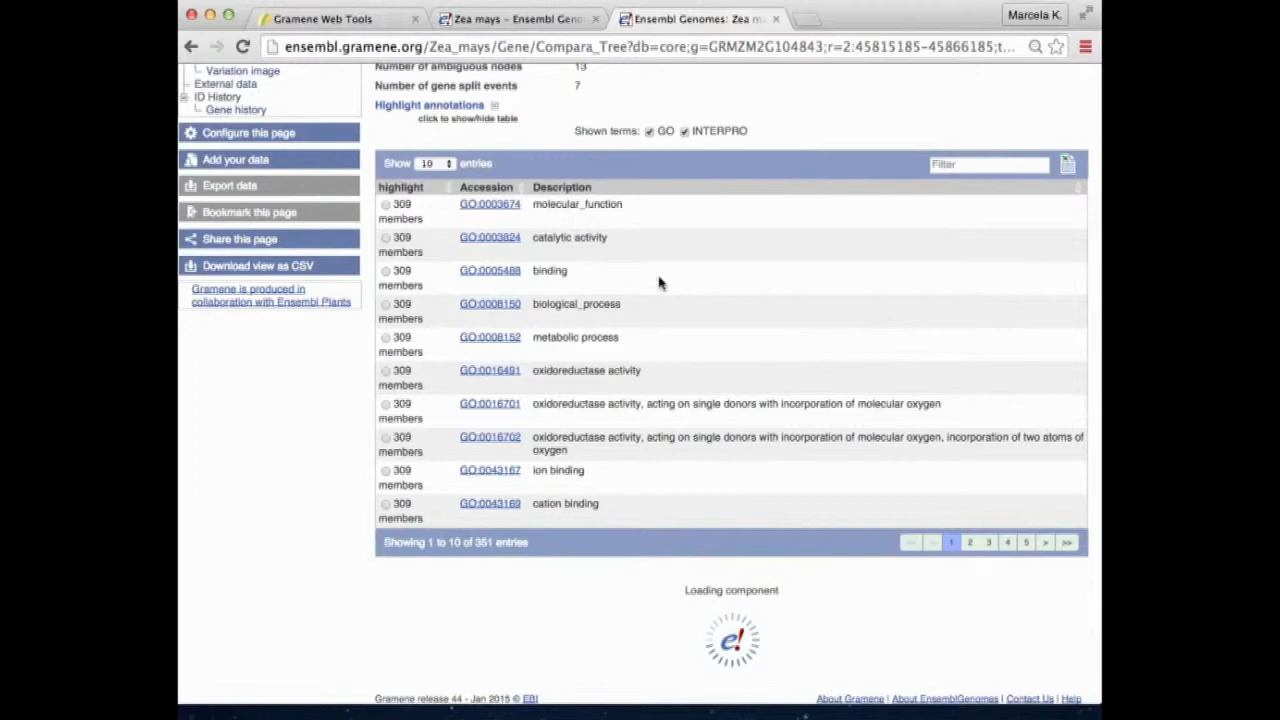 Gramene Web Tools
Zea mays – Ensembl Geno
Ensembl Genomes: Zea m
Marcela K.
ensembl.gramene.org/Zea_mays/Gene/Compara_Tree?db=core;g=GRMZM2G104843;r=2:45815185-45866185;t...
Variation image
External data
ID History
Gene history
Configure this page
Add your data
Export data
Bookmark this page
Share this page
Download view as CSV
Gramene is produced in
collaboration with Ensembl Plants
Number of ambiguous nodes 13
Number of gene split events 7
Highlight annotations
click to show/hide table
Shown terms: GO INTERPRO
Show 10 entries
Filter
highlight Accession Description
309 members GO:0003674 molecular_function
309 members GO:0003824 catalytic activity
309 members GO:0005488 binding
309 members GO:0008150 biological_process
309 members GO:0008152 metabolic process
309 members GO:0016491 oxidoreductase activity
309 members GO:0016701 oxidoreductase activity, acting on single donors with incorporation of molecular oxygen
309 members GO:0016702 oxidoreductase activity, acting on single donors with incorporation of molecular oxygen, incorporation of two atoms of
oxygen
309 members GO:0043167 ion binding
309 members GO:0043169 cation binding
Showing 1 to 10 of 351 entries
1 2 3 4 5 > >>
Loading component
e!
Gramene release 44 - Jan 2015 © EBI
About Gramene | About EnsemblGenomes | Contact Us | Help